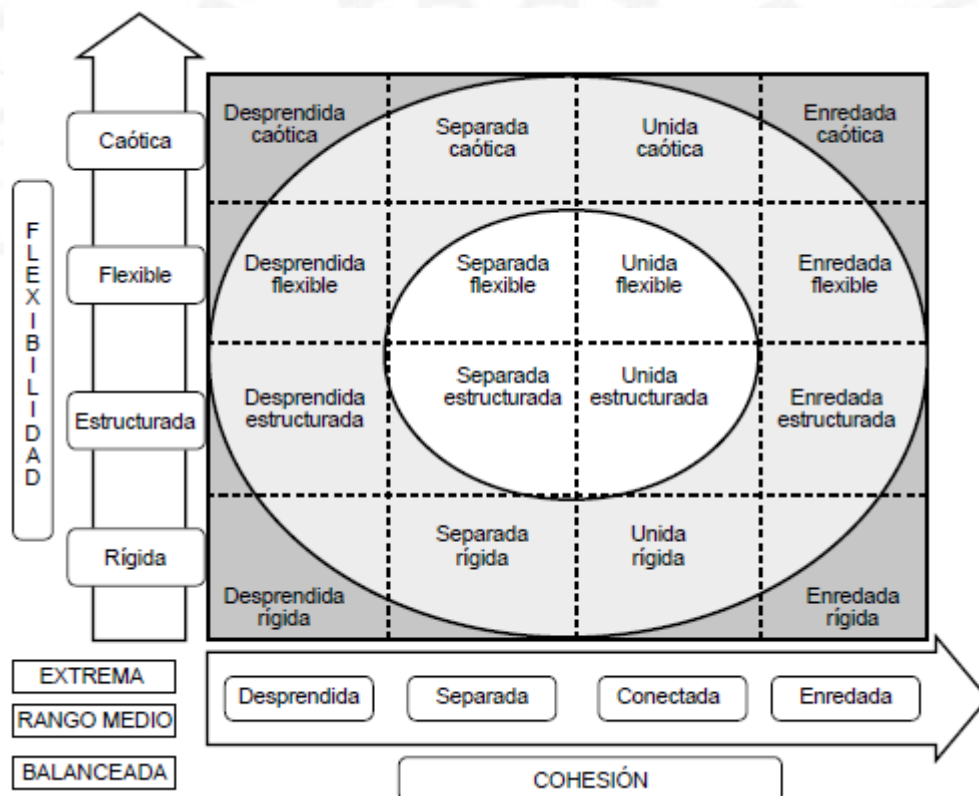 Desprendida
caótica
Separada
caótica
Unida
caótica
Enredada
caótica
Caótica
FLEXIBILIDAD
Flexible
Desprendida
flexible
Separada
flexible
Unida
flexible
Enredada
flexible
Estructurada
Desprendida
estructurada
Separada
estructurada
Unida
estructurada
Enredada
estructurada
Rígida
Desprendida
rígida
Separada
rígida
Unida
rígida
Enredada
rígida
EXTREMA
RANGO MEDIO
BALANCEADA
Desprendida
Separada
Conectada
Enredada
COHESIÓN